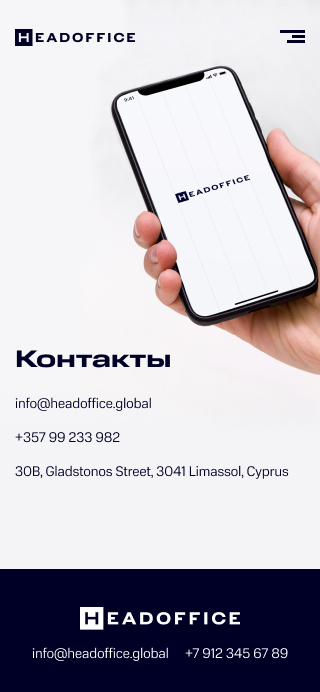 HEADOFFICE
9:41
HEADOFFICE
Контакты
info@headoffice.global
+357 99 233 982
30B, Gladstonos Street, 3041 Limassol, Cyprus
HEADOFFICE
info@headoffice.global +7 912 345 67 89